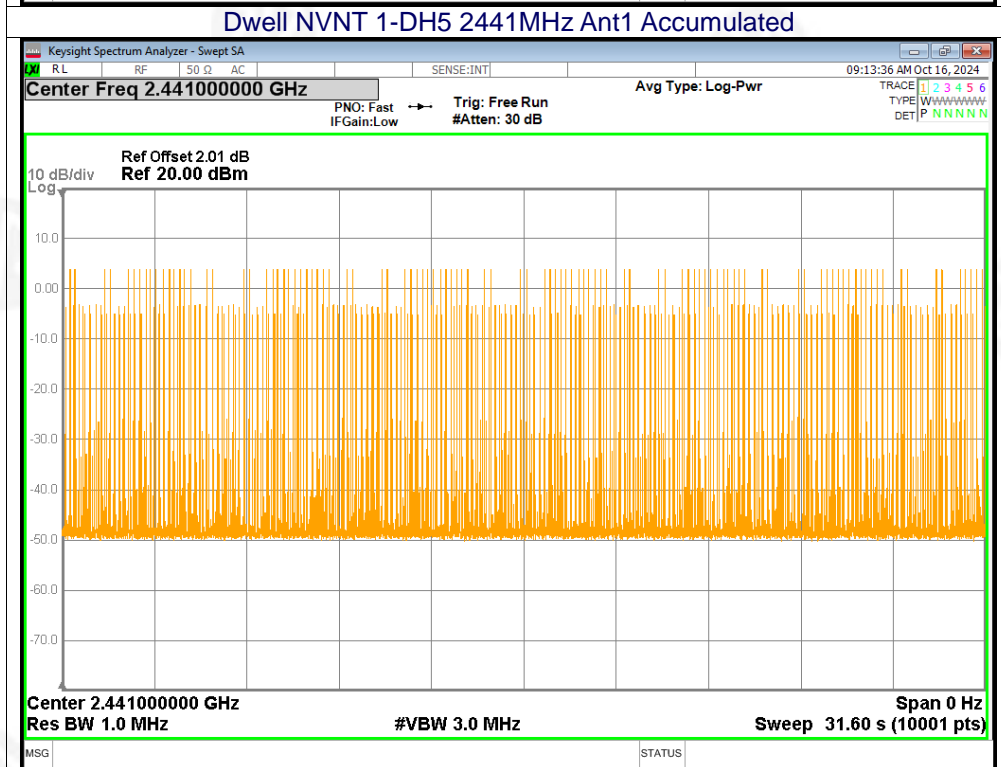 Dwell NVNT 1-DH5 2441MHz Ant1 Accumulated
Keysight Spectrum Analyzer - Swept SA
LXI RL RF 50 Ω AC SENSE:INT 09:13:36 AM Oct 16, 2024
Center Freq 2.441000000 GHz Avg Type: Log-Pwr TRACE 1 2 3 4 5 6
PNO: Fast Trig: Free Run TYPE WWWWWWW
IFGain:Low #Atten: 30 dB DET P N N N N N
Ref Offset 2.01 dB
10 dB/div Ref 20.00 dBm
Log
10.0
0.00
-10.0
-20.0
-30.0
-40.0
-50.0
-60.0
-70.0
Center 2.441000000 GHz Span 0 Hz
Res BW 1.0 MHz #VBW 3.0 MHz Sweep 31.60 s (10001 pts)
MSG STATUS